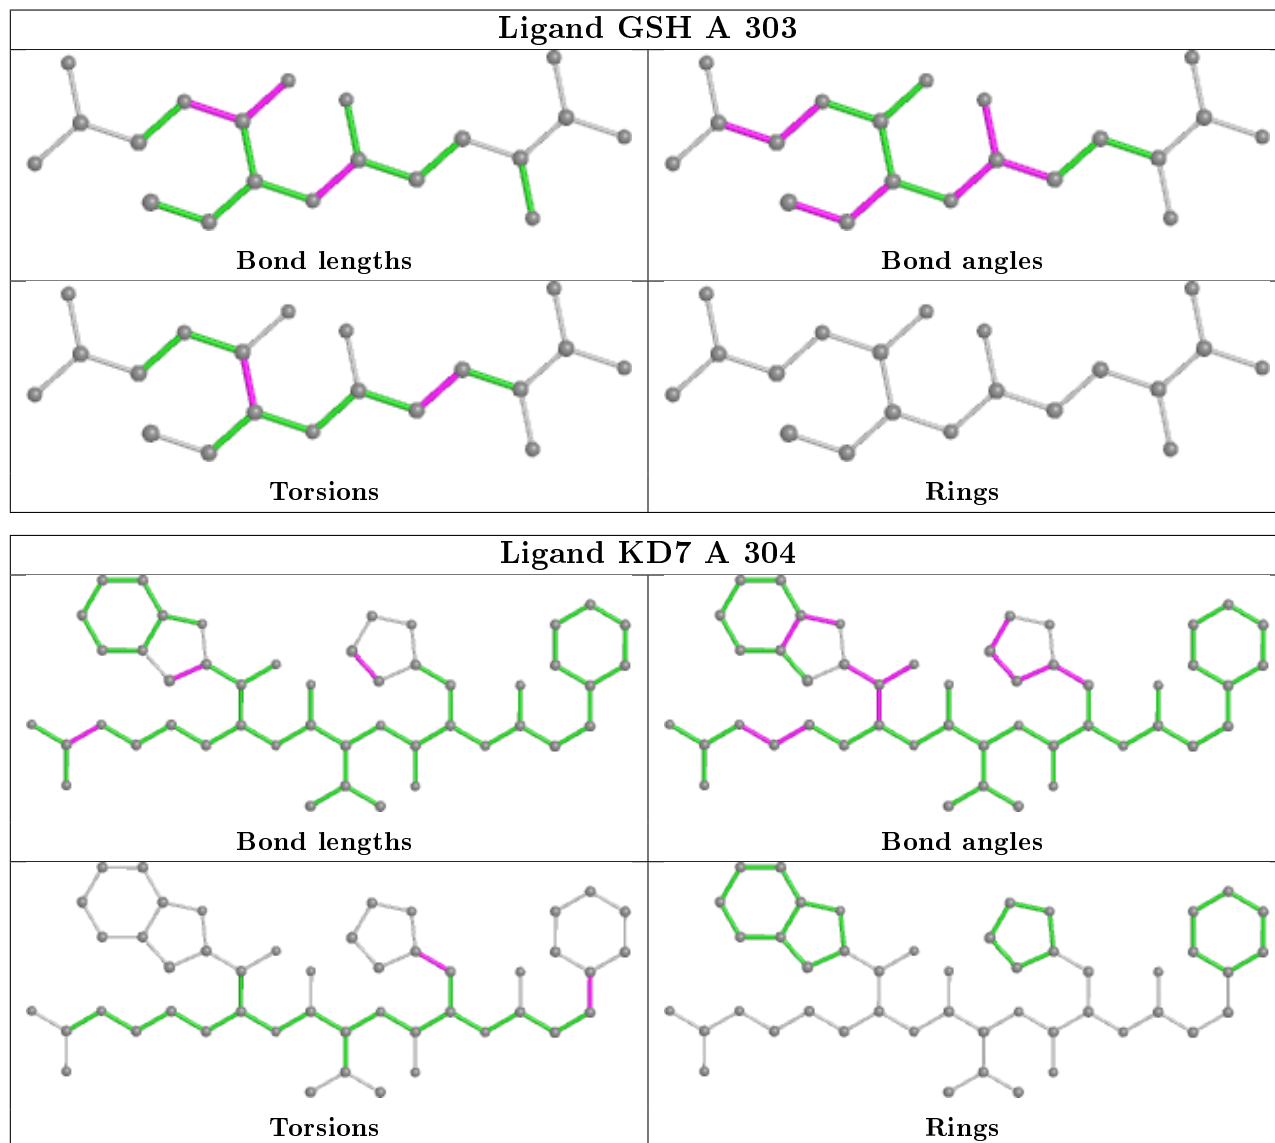 Ligand GSH A 303
Bond lengths
Bond angles
Torsions
Rings
Ligand KD7 A 304
Bond lengths
Bond angles
Torsions
Rings